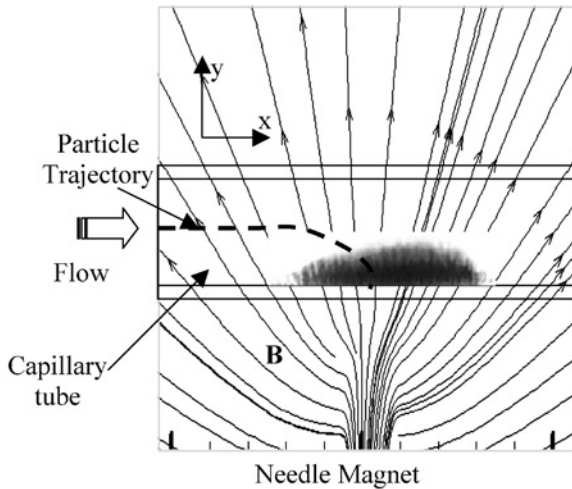 y
x
Particle
Trajectory
Flow
B
Capillary
tube
Needle Magnet